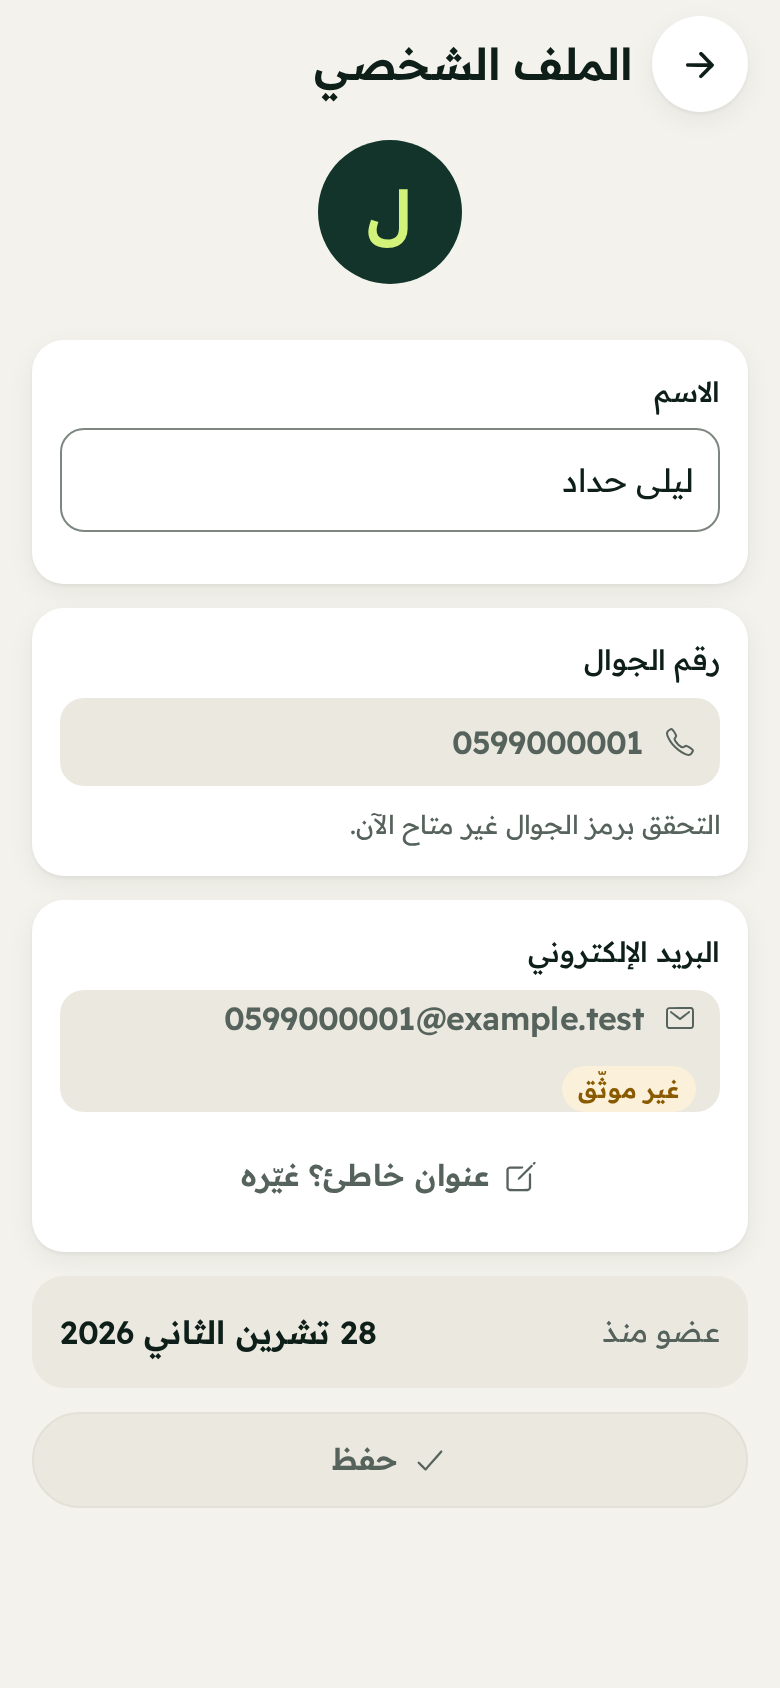 الملف الشخصي
ل
الاسم
ليلى حداد
رقم الجوال
0599000001
التحقق برمز الجوال غير متاح الآن.
البريد الإلكتروني
0599000001@example.test
غير موثّق
عنوان خاطئ؟ غيّره
عضو منذ 28 تشرين الثاني 2026
حفظ